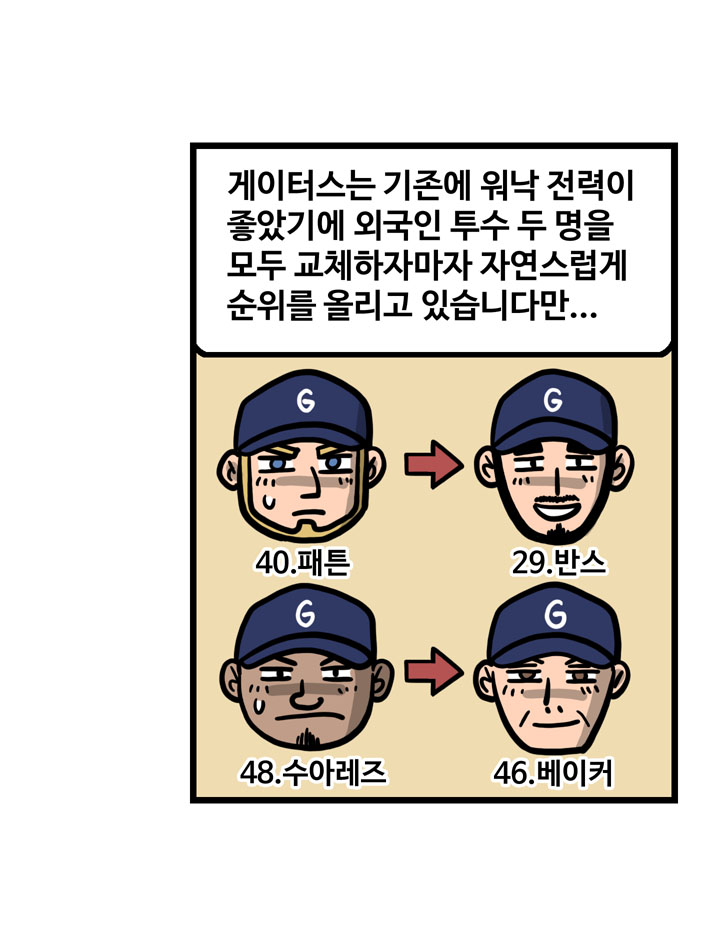 게이터스는 기존에 워낙 전력이
좋았기에 외국인 투수 두 명을
모두 교체하자마자 자연스럽게
순위를 올리고 있습니다만...
G
G
40.패튼
29.반스
G
G
48.수아레즈
46.베이커